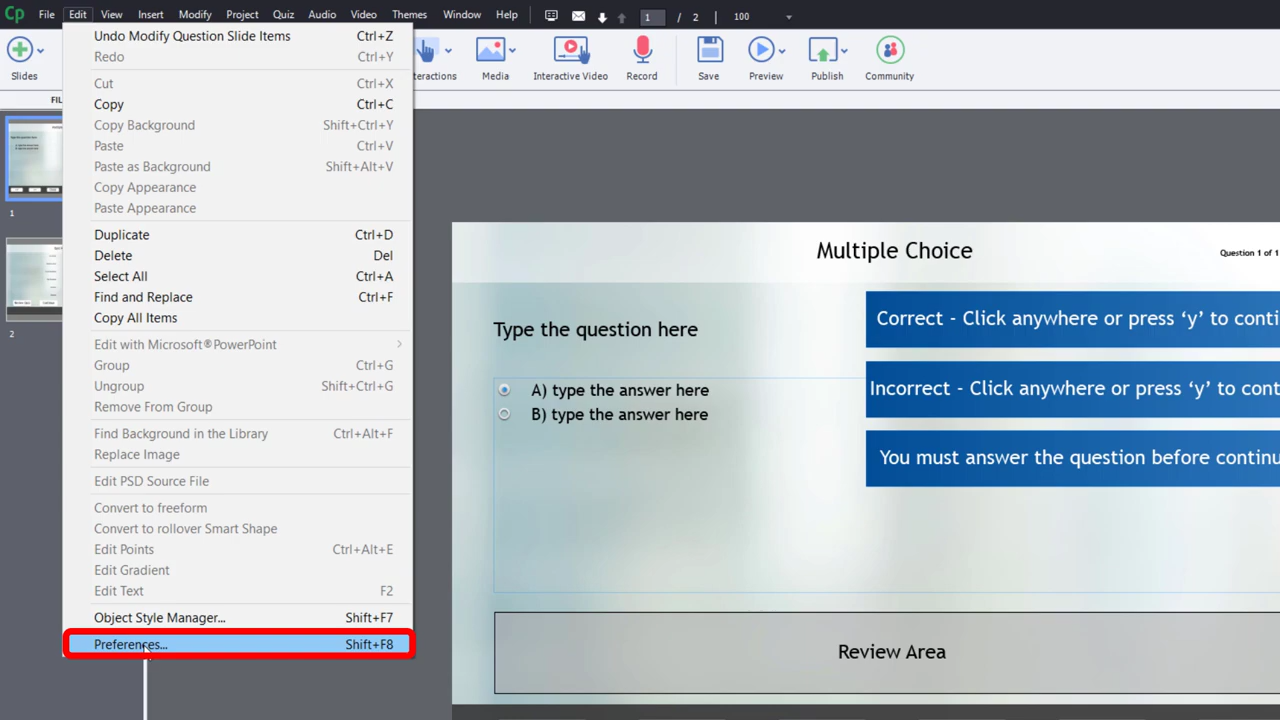 Cp File Edit View Insert Modify Project Quiz Audio Video Themes Window Help 1 / 2 100
Slides
eractions Media Interactive Video Record Save Preview Publish Community
FIL
Undo Modify Question Slide Items Ctrl+Z
Redo Ctrl+Y
Cut Ctrl+X
Copy Ctrl+C
Copy Background Shift+Ctrl+Y
Paste Ctrl+V
Paste as Background Shift+Alt+V
Copy Appearance
Paste Appearance
Duplicate Ctrl+D
Delete Del
Select All Ctrl+A
Find and Replace Ctrl+F
Copy All Items
Edit with Microsoft®PowerPoint
Group Ctrl+G
Ungroup Shift+Ctrl+G
Remove From Group
Find Background in the Library Ctrl+Alt+F
Replace Image
Edit PSD Source File
Convert to freeform
Convert to rollover Smart Shape
Edit Points Ctrl+Alt+E
Edit Gradient
Edit Text F2
Object Style Manager... Shift+F7
Preferences... Shift+F8
1
2
Multiple Choice
Question 1 of 1
Type the question here
A) type the answer here
B) type the answer here
Correct - Click anywhere or press ‘y’ to conti
Incorrect - Click anywhere or press ‘y’ to cont
You must answer the question before continu
Review Area